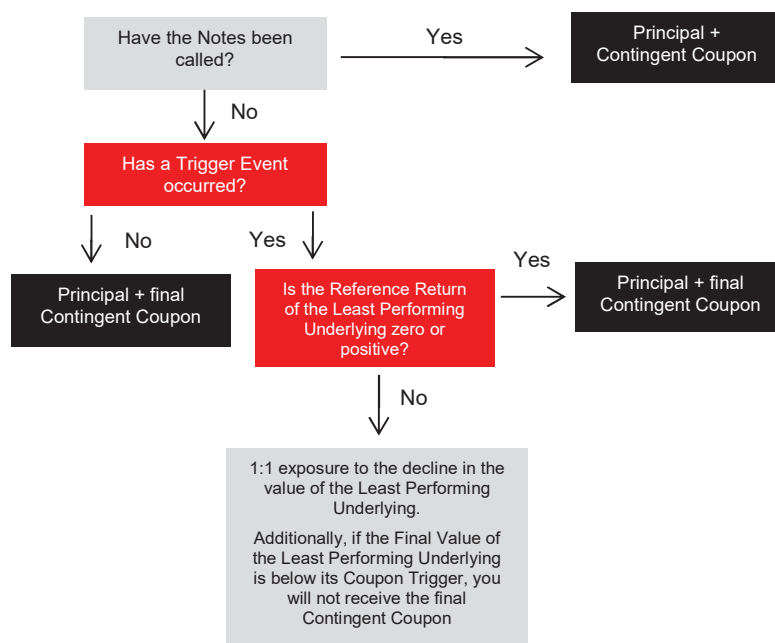 Have the Notes been
called?
Yes
Principal +
Contingent Coupon
No
Has a Trigger Event
occurred?
No
Yes
Principal + final
Contingent Coupon
Is the Reference Return
of the Least Performing
Underlying zero or
positive?
Yes
Principal + final
Contingent Coupon
No
1:1 exposure to the decline in the
value of the Least Performing
Underlying.
Additionally, if the Final Value of
the Least Performing Underlying
is below its Coupon Trigger, you
will not receive the final
Contingent Coupon